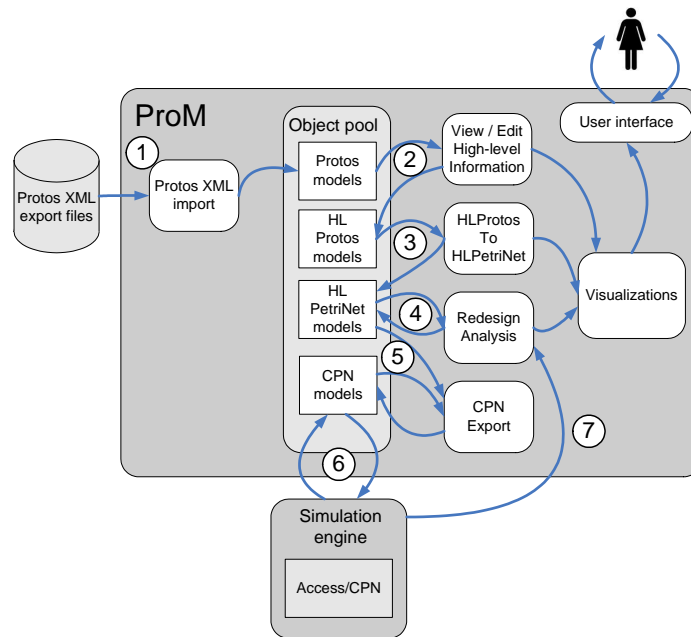 ProM
Object pool
User interface
1
Protos XML
export files
Protos XML
import
Protos
models
2
View / Edit
High-level
Information
HL
Protos
models
3
HLProtos
To
HLPetriNet
HL
PetriNet
models
4
Redesign
Analysis
Visualizations
5
CPN
models
CPN
Export
6
7
Simulation
engine
Access/CPN